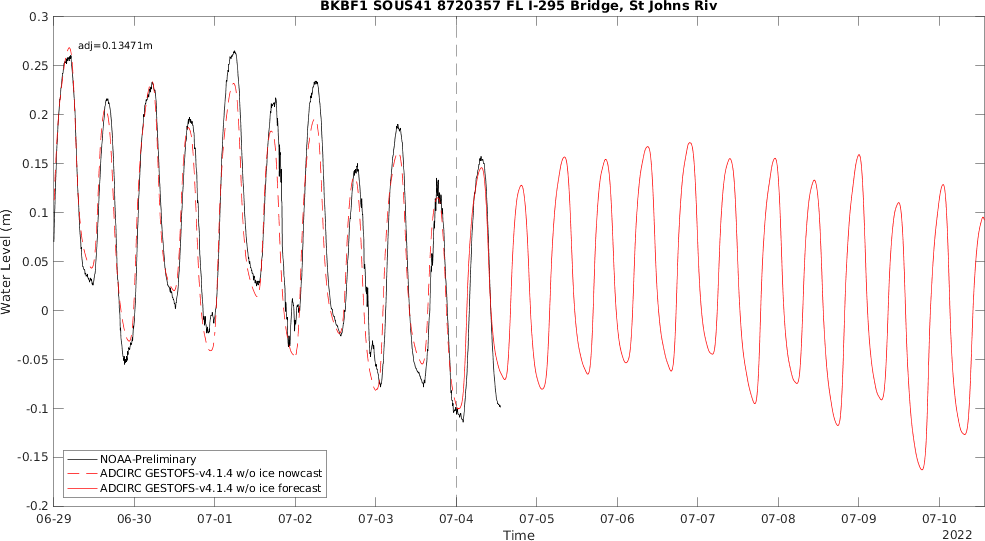 BKBF1 SOUS41 8720357 FL I-295 Bridge, St Johns Riv
adj=0.13471m
0.3
0.25
0.2
0.15
0.1
0.05
0
-0.05
-0.1
-0.15
-0.2
Water Level (m)
NOAA-Preliminary
ADCIRC GESTOFS-v4.1.4 w/o ice nowcast
ADCIRC GESTOFS-v4.1.4 w/o ice forecast
06-29 06-30 07-01 07-02 07-03 07-04 07-05 07-06 07-07 07-08 07-09 07-10
Time
2022